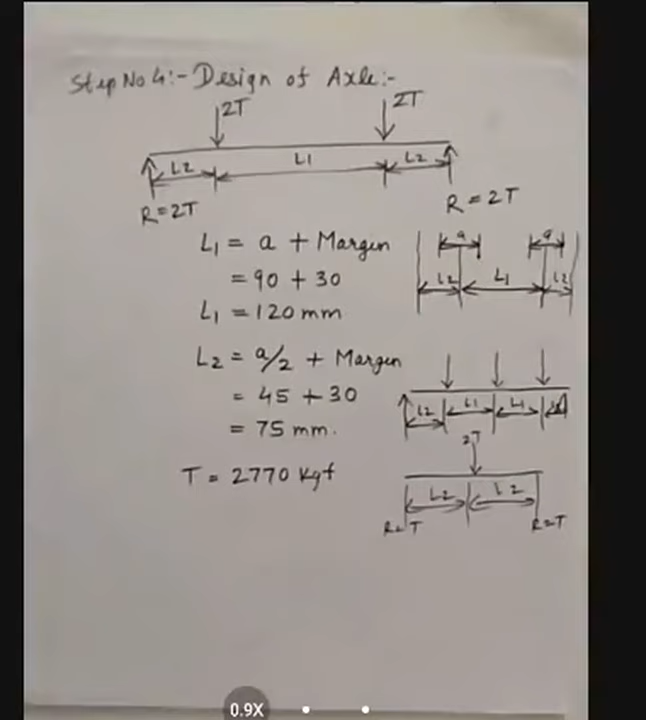 Step No 4:- Design of Axle:-
2T 2T
L2 L1 L2
R=2T R=2T
L1 = a + Margin
= 90 + 30
L1 = 120 mm
a a
L2 L1 L2
L2 = a/2 + Margin
= 45 + 30
= 75 mm.
L2 L1 L1
T = 2770 Kgf
2T
L2 L2
R=T R=T
0.9X